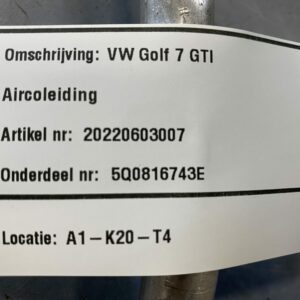 Omschrijving: VW Golf 7 GTI
Aircoleiding
Artikel nr: 20220603007
Onderdeel nr: 5Q0816743E
Locatie: A1-K20-T4